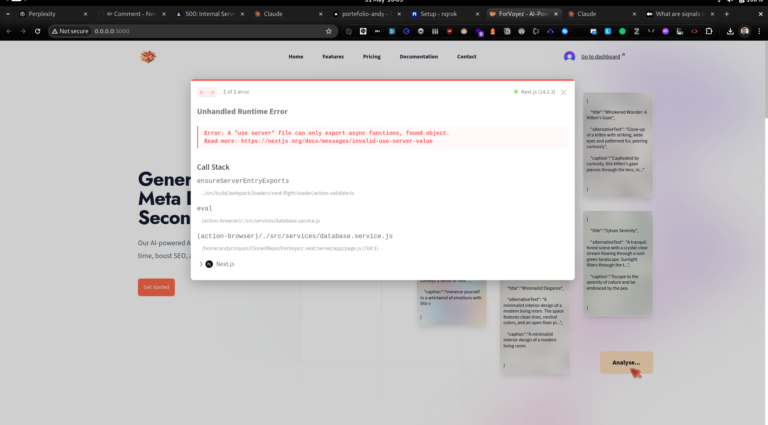 31 May 10:05
Perplexity
500: Internal Serv
Claude
portefolio-andy -
Setup - ngrok
ForVoyez - AI-Pow
Claude
What are signals
Not secure 0.0.0.0:3000
Home
Features
Pricing
Documentation
Contact
Go to dashboard
1 of 1 error
Next.js (14.2.3)
Unhandled Runtime Error
Error: A "use server" file can only export async functions, found object.
Read more: https://nextjs.org/docs/messages/invalid-use-server-value
Call Stack
ensureServerEntryExports
../src/build/webpack/loaders/next-flight-loader/action-validate.ts
eval
(action-browser)/./src/services/database.service.js
(action-browser)/./src/services/database.service.js
/home/andycinquin/ClonedRepo/ForVoyez/.next/server/app/page.js (704:1)
Next.js
Gener
Meta D
Secon
Our AI-powered A
time, boost SEO, a
Get started
{
"title":"Whiskered Wonder: A
Kitten's Gaze",
"alternativeText": "Close-up
of a kitten with striking, wide
eyes and patterned fur, peering
curiously",
"caption":"Captivated by
curiosity, this kitten's gaze
pierces through the lens, in..."
}
{
"title":"Sylvan Serenity",
"alternativeText": "A tranquil
forest scene with a crystal-clear
stream flowing through a lush
green landscape. Sunlight
filters through the t...",
"caption":"Escape to the
serenity of nature and be
embraced by the pea
}
"caption":"Immerse yourself
in a whirlwind of emotions with
this v
}
"title":"Minimalist Elegance",
"alternativeText": "A
minimalist interior design of a
modern living room. The space
features clean lines, neutral
colors, and an open floor pl...",
"caption":"A minimalist
interior design of a modern
living room.
}
Analyse...